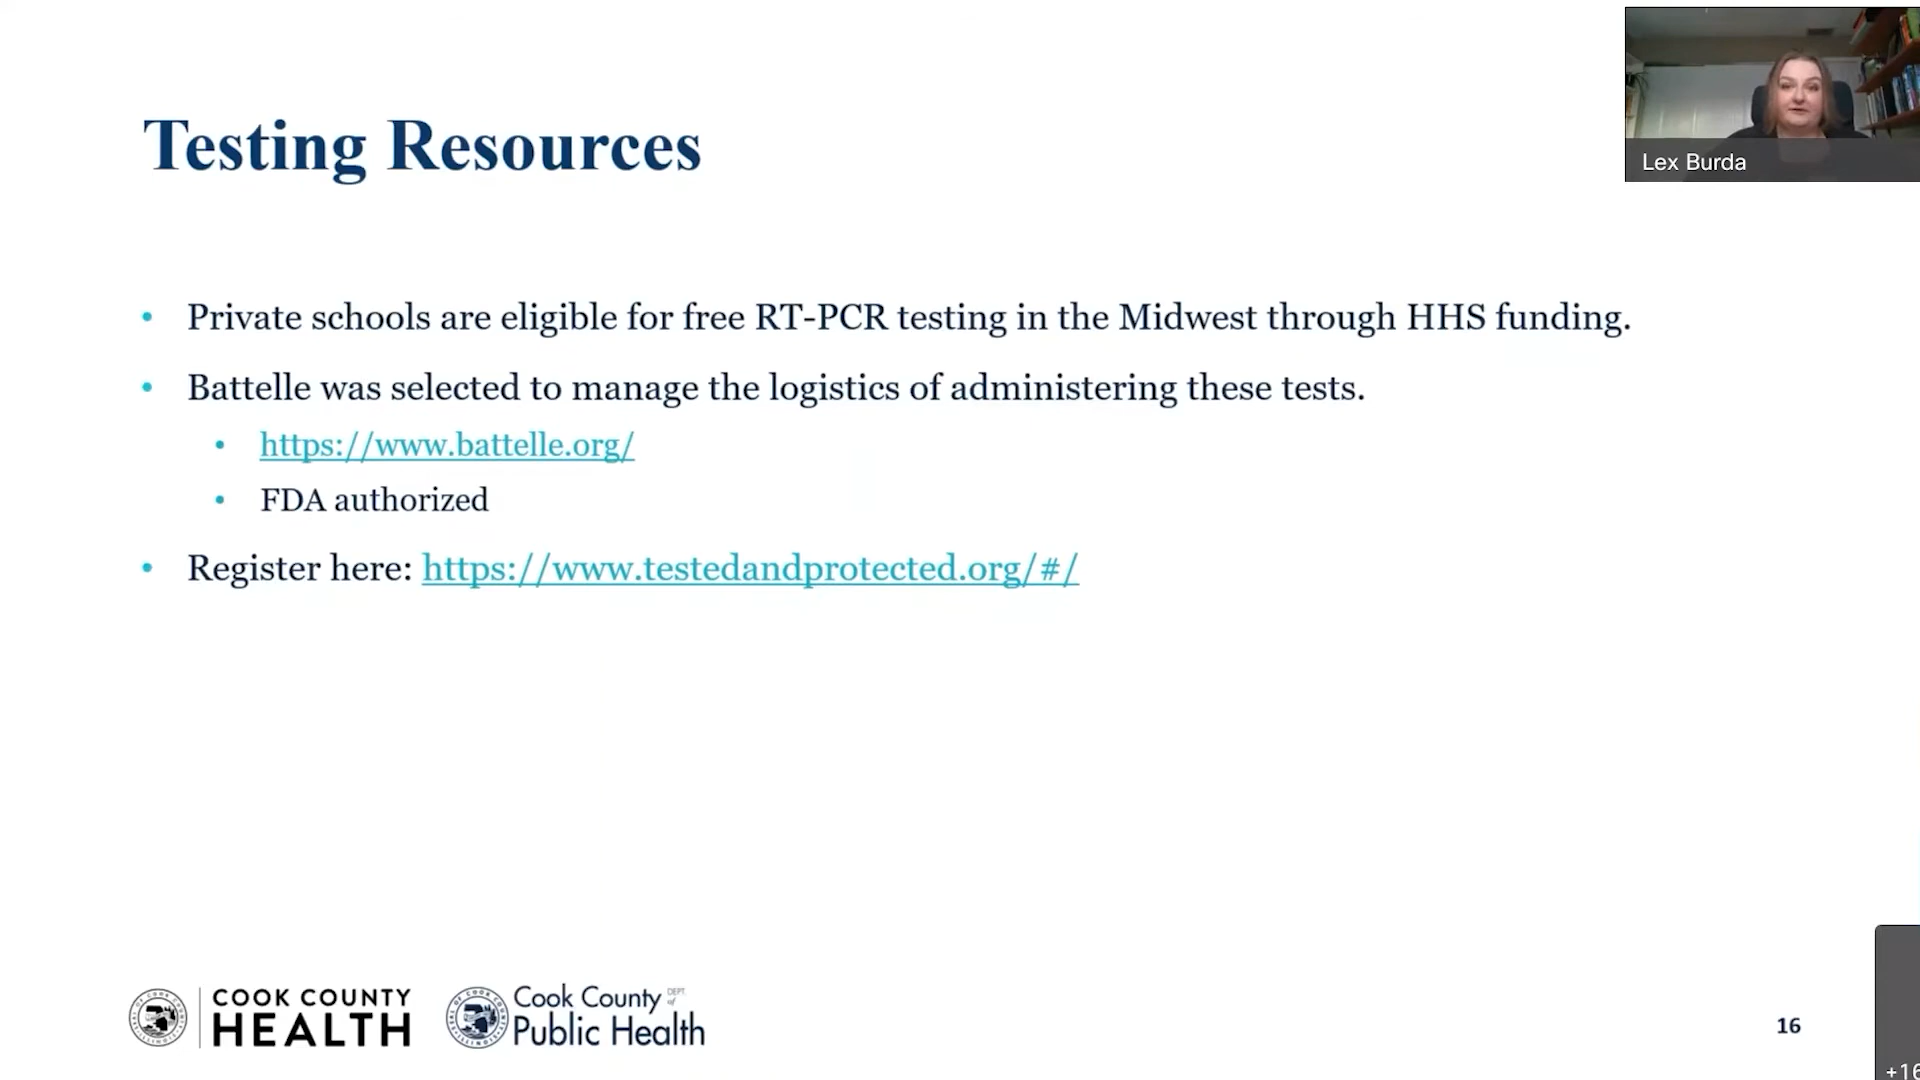 Lex Burda
Testing Resources
• Private schools are eligible for free RT-PCR testing in the Midwest through HHS funding.
• Battelle was selected to manage the logistics of administering these tests.
• https://www.battelle.org/
• FDA authorized
• Register here: https://www.testedandprotected.org/#/
COOK COUNTY
HEALTH
Cook County DEPT of
Public Health
16
+16